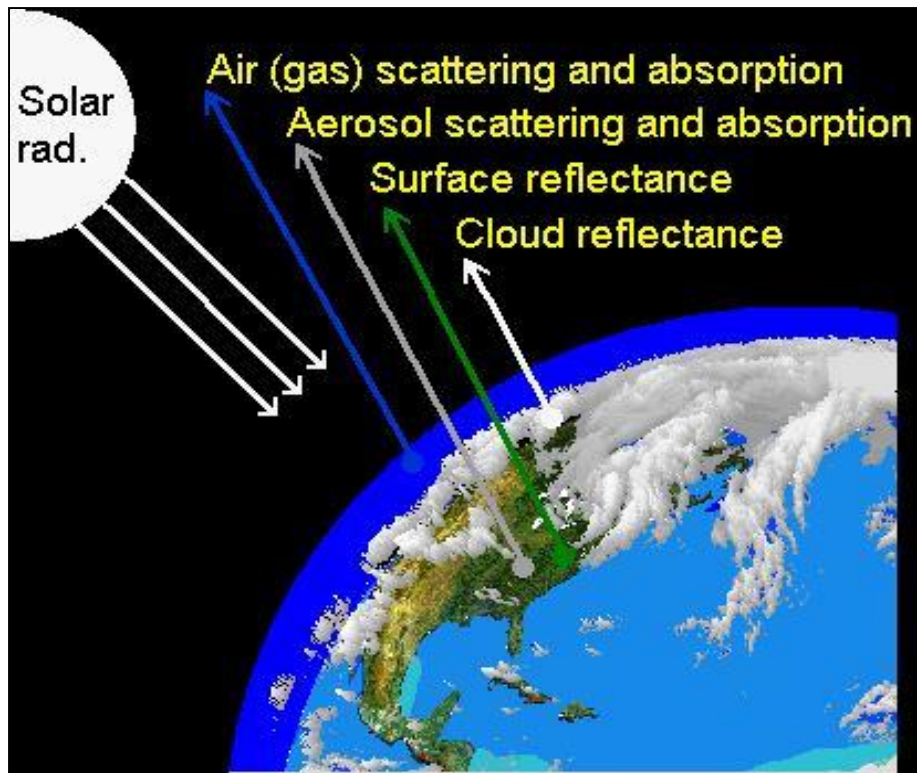 Solar
rad.
Air (gas) scattering and absorption
Aerosol scattering and absorption
Surface reflectance
Cloud reflectance